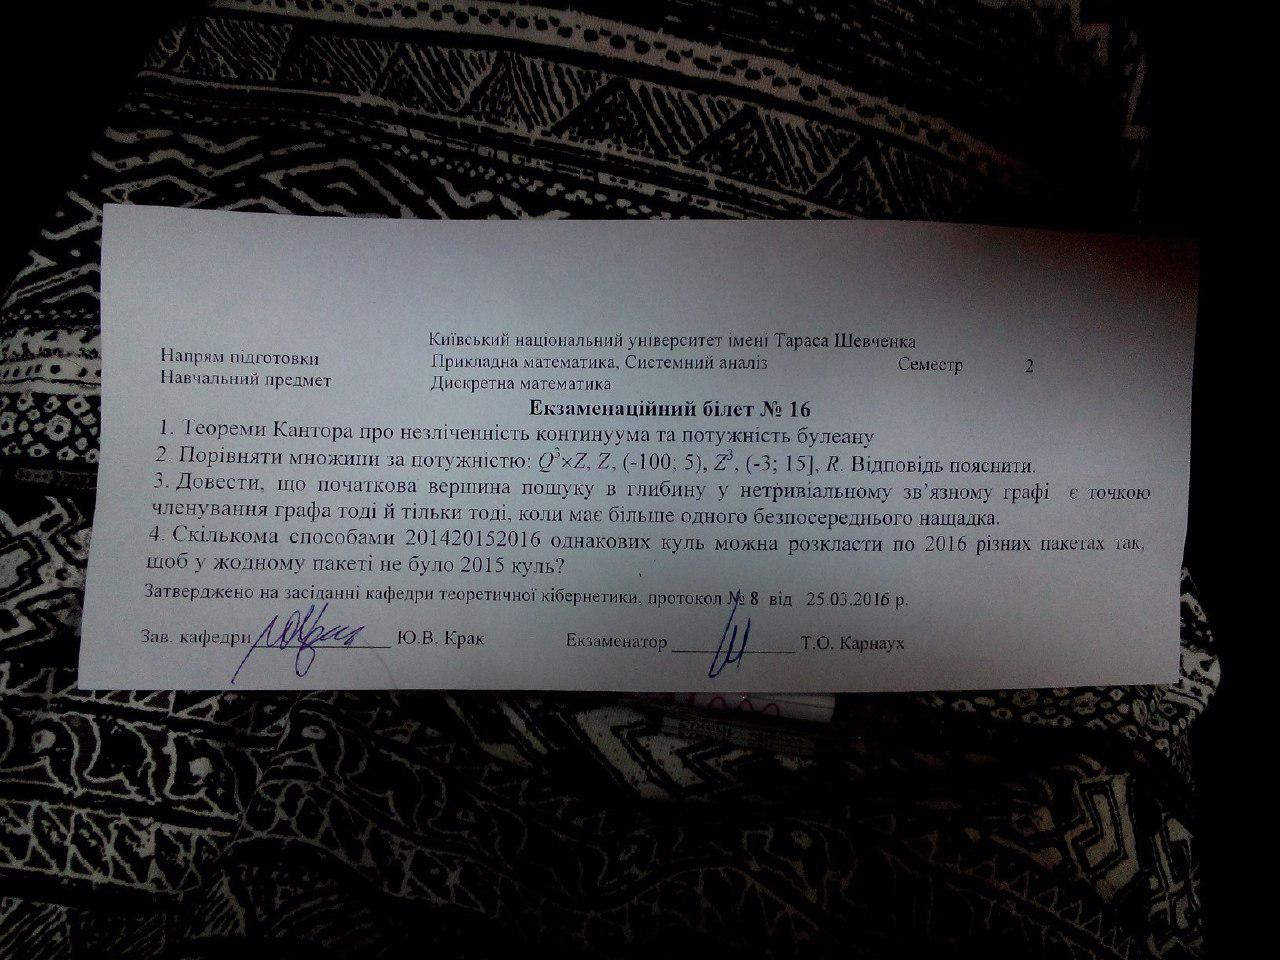 Київський національний університет імені Тараса Шевченка
Напрям підготовки Прикладна математика, Системний аналіз Семестр 2
Навчальний предмет Дискретна математика
Екзаменаційний білет № 16
1. Теореми Кантора про незліченність континуума та потужність булеану
2. Порівняти множини за потужністю: Q³×Z, Z, (-100; 5), Z³, (-3; 15], R. Відповідь пояснити.
3. Довести, що початкова вершина пошуку в глибину у нетривіальному зв’язному графі є точкою
членування графа тоді й тільки тоді, коли має більше одного безпосереднього нащадка.
4. Скількома способами 201420152016 однакових куль можна розкласти по 2016 різних пакетах так,
щоб у жодному пакеті не було 2015 куль?
Затверджено на засіданні кафедри теоретичної кібернетики, протокол № 8 від 25.03.2016 р.
Зав. кафедри ____________ Ю.В. Крак Екзаменатор ____________ Т.О. Карнаух